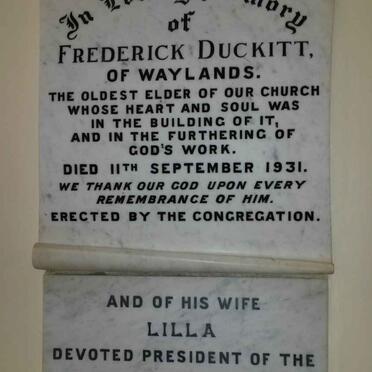 In Loving Memory
of
FREDERICK DUCKITT,
OF WAYLANDS.
THE OLDEST ELDER OF OUR CHURCH
WHOSE HEART AND SOUL WAS
IN THE BUILDING OF IT,
AND IN THE FURTHERING OF
GOD'S WORK.
DIED 11TH SEPTEMBER 1931.
WE THANK OUR GOD UPON EVERY
REMEMBRANCE OF HIM.
ERECTED BY THE CONGREGATION.
AND OF HIS WIFE
LILLA
DEVOTED PRESIDENT OF THE